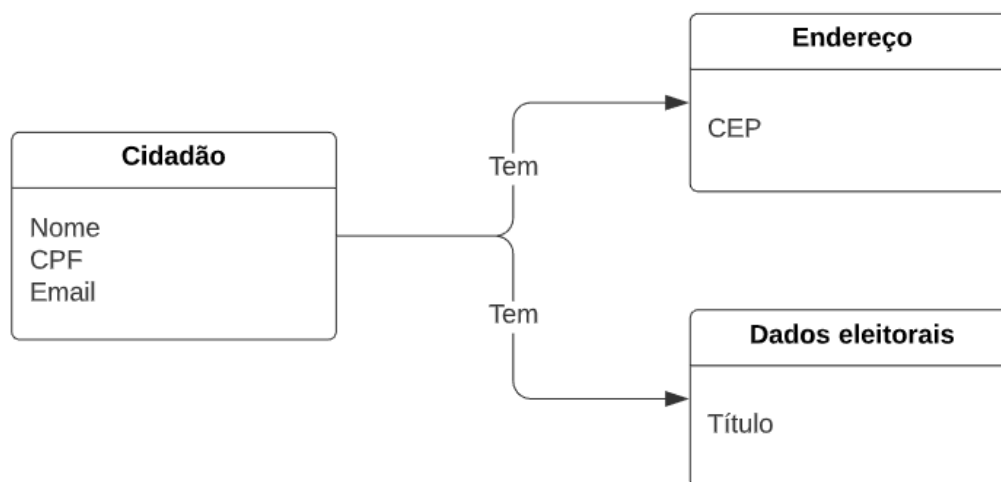 Endereço
CEP
Cidadão
Nome
CPF
Email
Tem
Tem
Dados eleitorais
Título